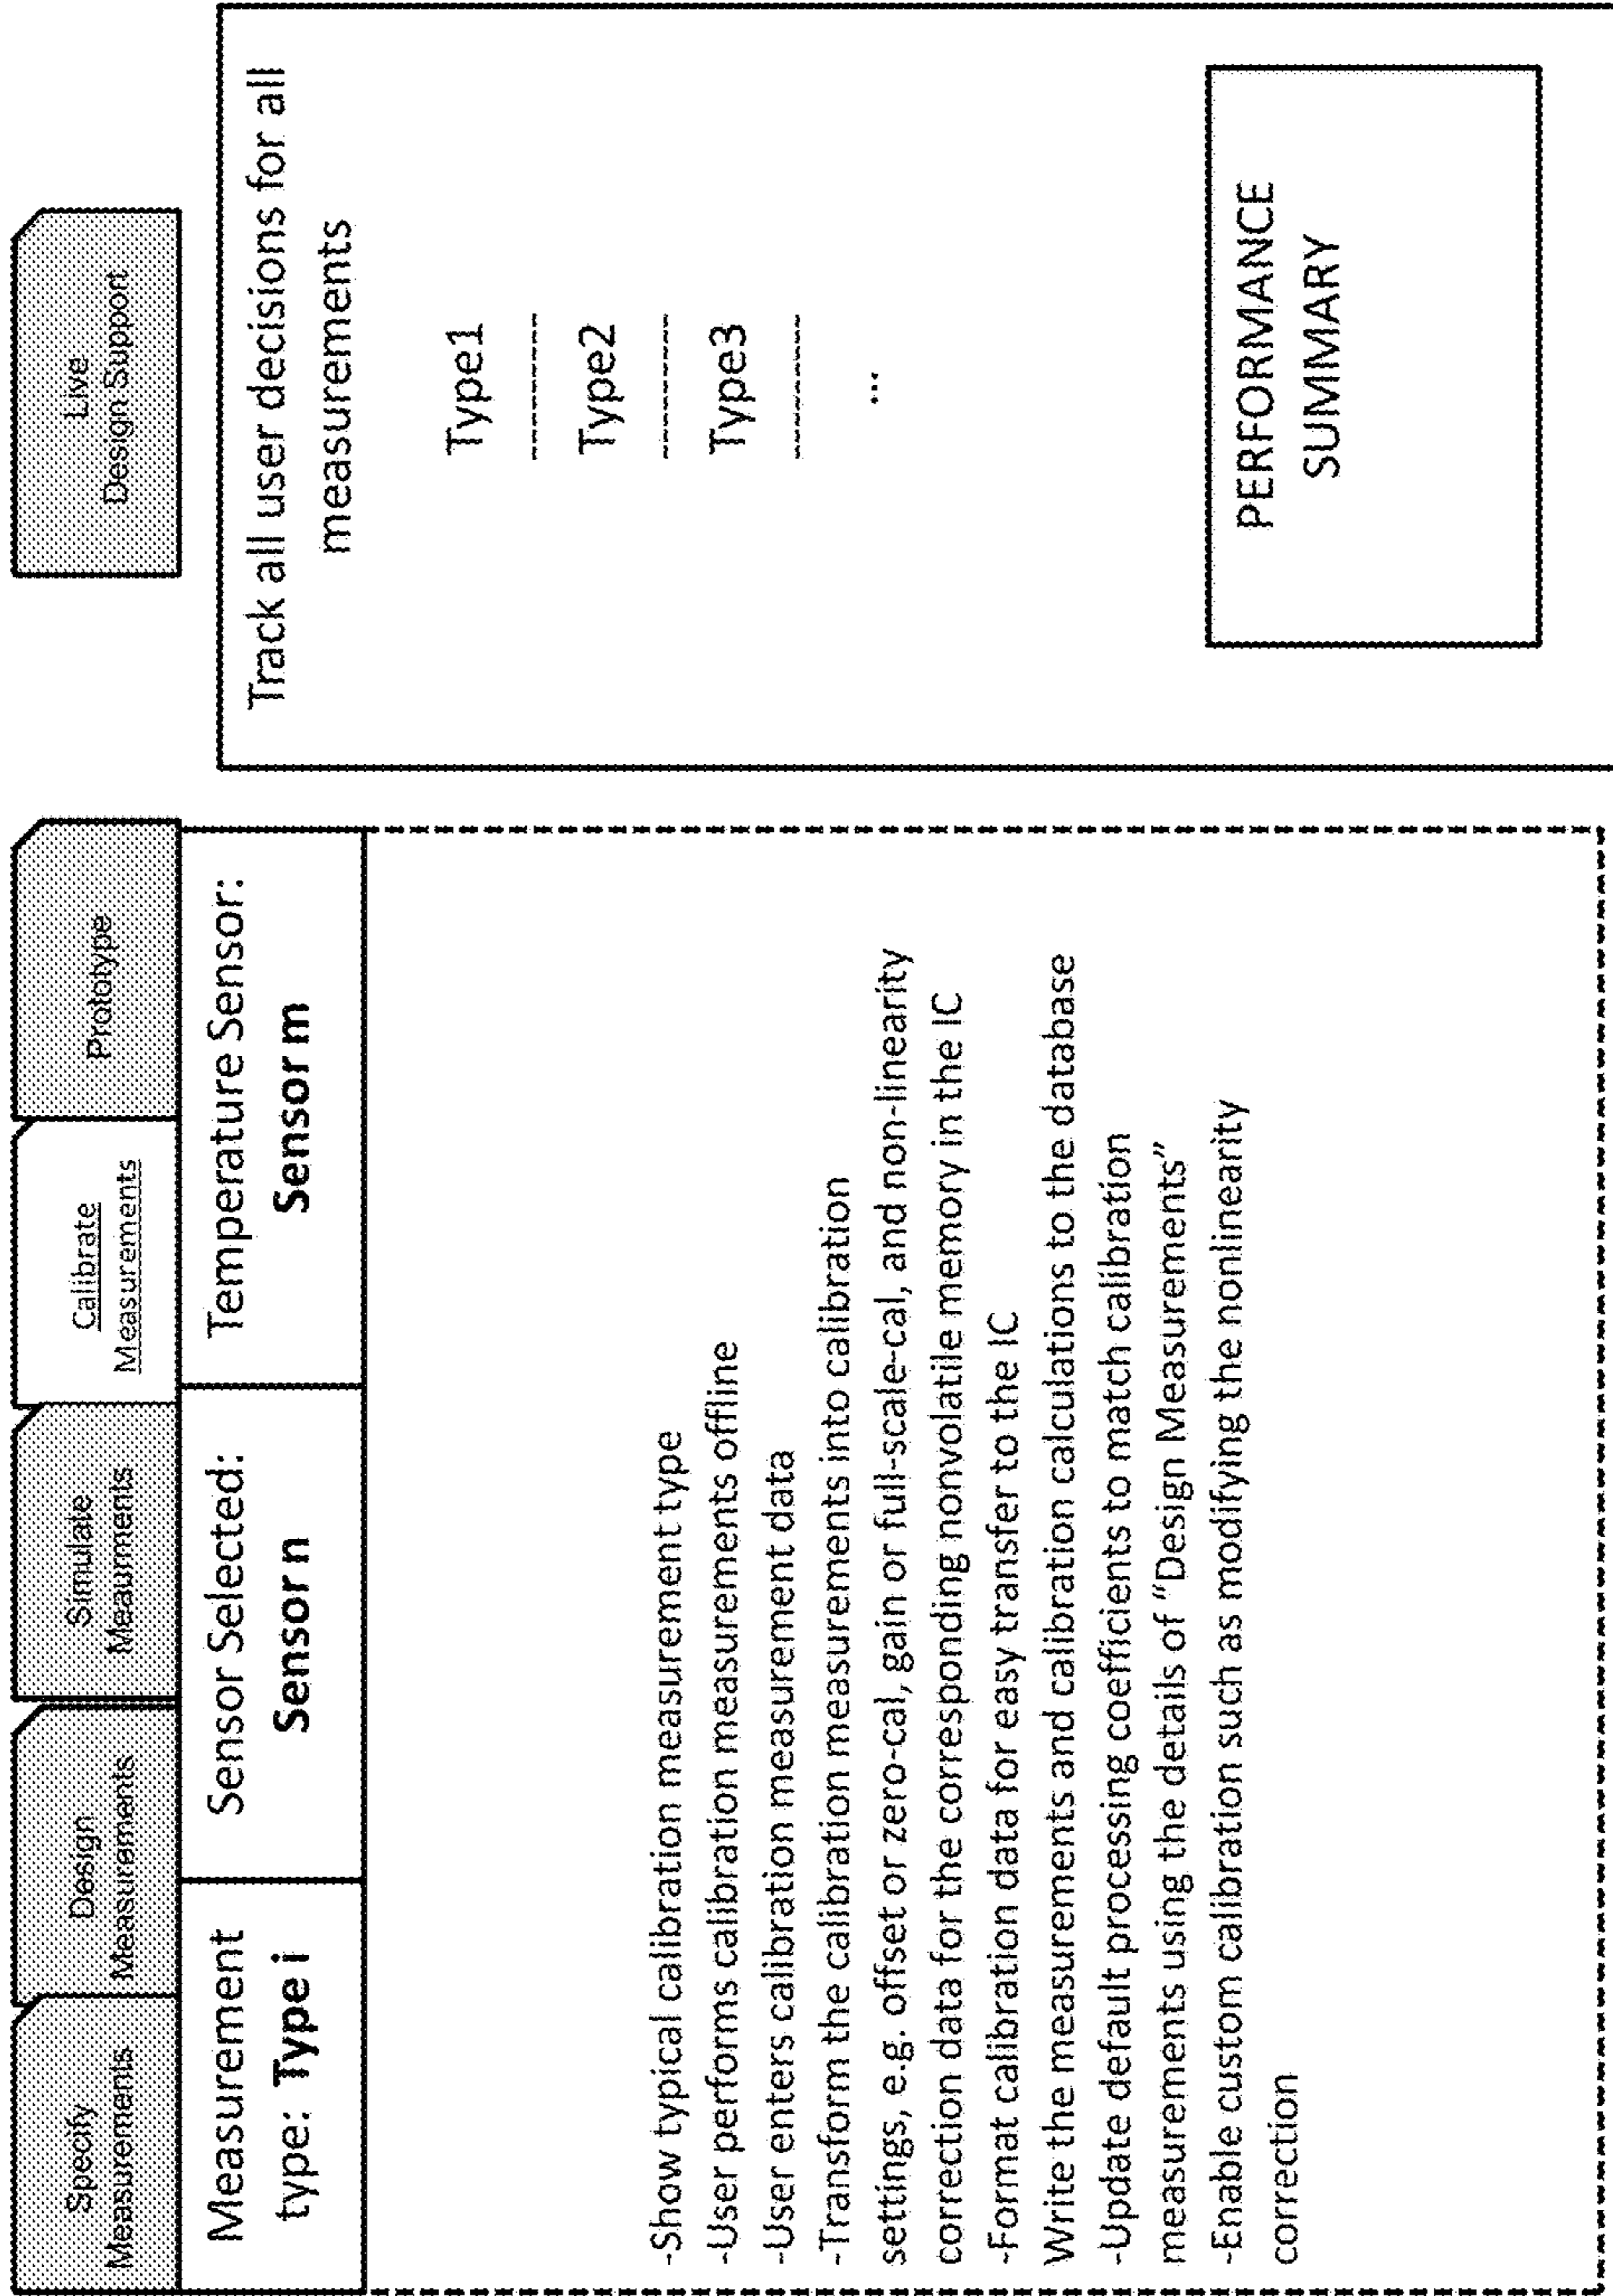 Specify
Measurements
Design
Measurements
Simulate
Meaurments
Calibrate
Measurements
Prototype
Live
Design Support
Measurement
type: Type i
Sensor Selected:
Sensor n
Temperature Sensor:
Sensor m
-Show typical calibration measurement type
-User performs calibration measurements offline
-User enters calibration measurement data
-Transform the calibration measurements into calibration
settings, e.g. offset or zero-cal, gain or full-scale-cal, and non-linearity
correction data for the corresponding nonvolatile memory in the IC
-Format calibration data for easy transfer to the IC
Write the measurements and calibration calculations to the database
-Update default processing coefficients to match calibration
measurements using the details of “Design Measurements”
-Enable custom calibration such as modifying the nonlinearity
correction
Track all user decisions for all
measurements
Type1
Type2
Type3
...
PERFORMANCE
SUMMARY